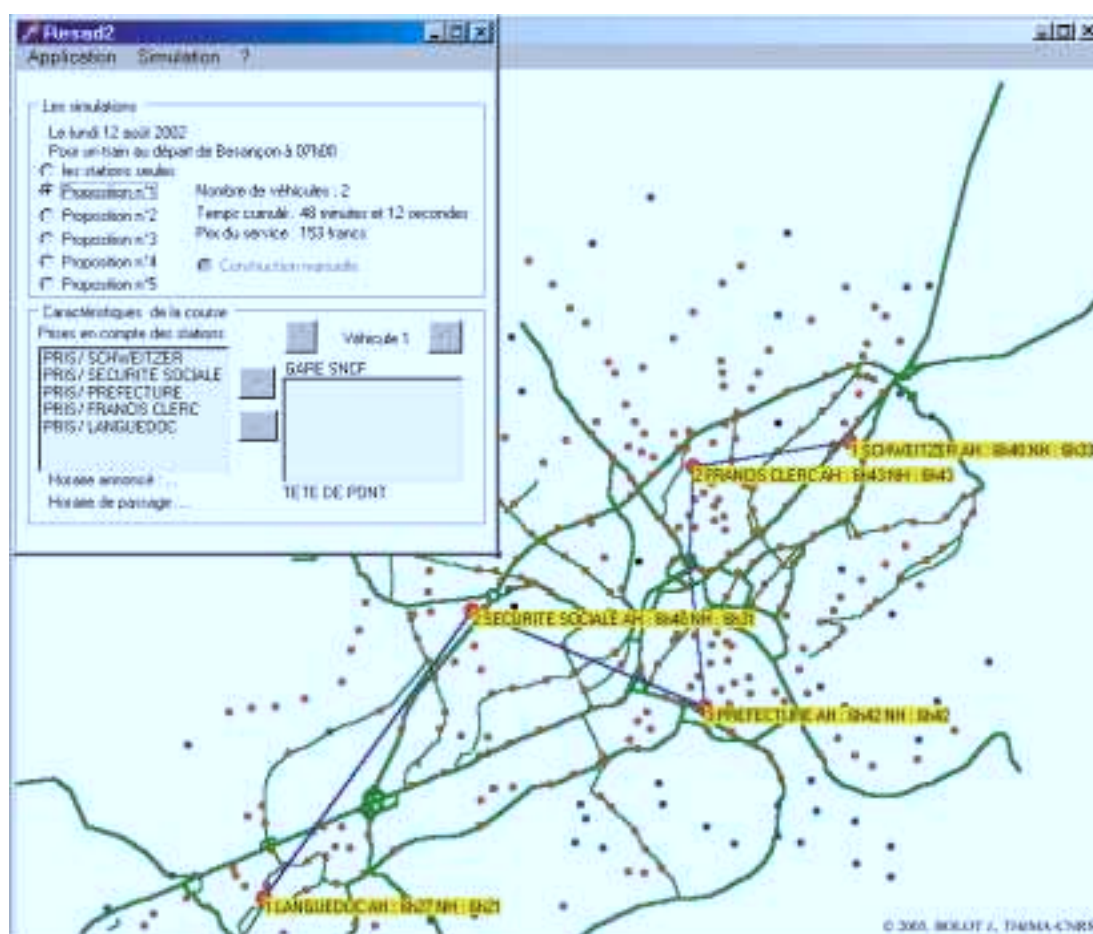 Resad2
Application Simulation ?
Les simulations
Le lundi 12 août 2002
Pour un train au départ de Besançon à 07h00
les stations seules
Proposition n°1
Nombre de véhicules : 2
Proposition n°2
Temps cumulé : 48 minutes et 12 secondes
Proposition n°3
Prix du service : 153 francs
Proposition n°4
Construction manuelle
Proposition n°5
Caractéristiques de la course
Prises en compte des stations
Véhicule 1
PRIS / SCHWEITZER
PRIS / SECURITE SOCIALE
PRIS / PREFECTURE
PRIS / FRANCIS CLERC
PRIS / LANGUEDOC
GARE SNCF
Horaire annoncé : ...
Horaire de passage : ...
TETE DE PONT
1 SCHWEITZER AH : 6h40 NH : 6h33
2 FRANCIS CLERC AH : 6h43 NH : 6h43
2 SECURITE SOCIALE AH : NH : 6h31
3 PREFECTURE AH : 6h42 NH : 6h42
1 LANGUEDOC AH : 6h27 NH : 6h21
BOLOT J., THéMA-CNRS